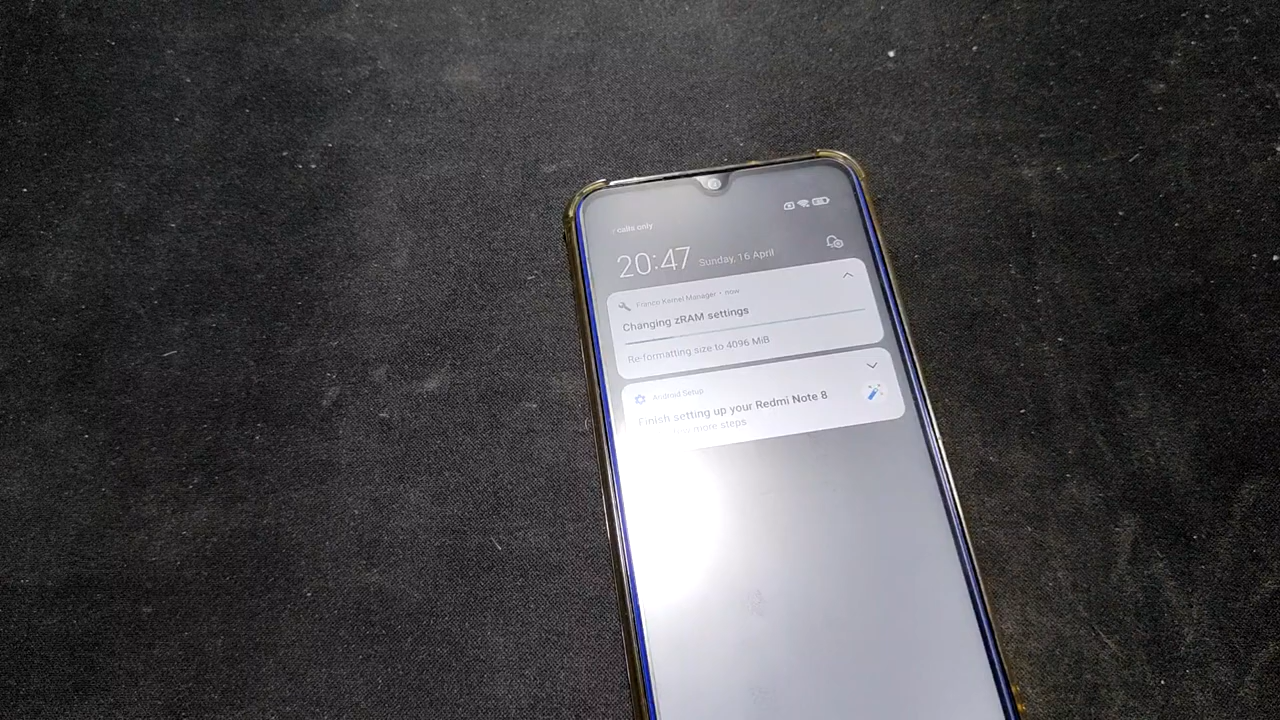 calls only
20:47 Sunday, 16 April
Franco Kernel Manager • now
Changing zRAM settings
Re-formatting size to 4096 MiB
Android Setup
Finish setting up your Redmi Note 8
more steps